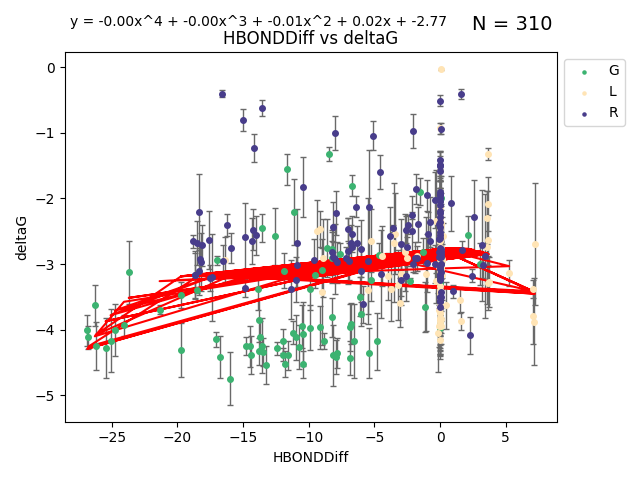 y = -0.00x^4 + -0.00x^3 + -0.01x^2 + 0.02x + -2.77
N = 310
HBONDDiff vs deltaG
G
L
R
deltaG
0
−1
−2
−3
−4
−5
−25
−20
−15
−10
−5
0
5
HBONDDiff